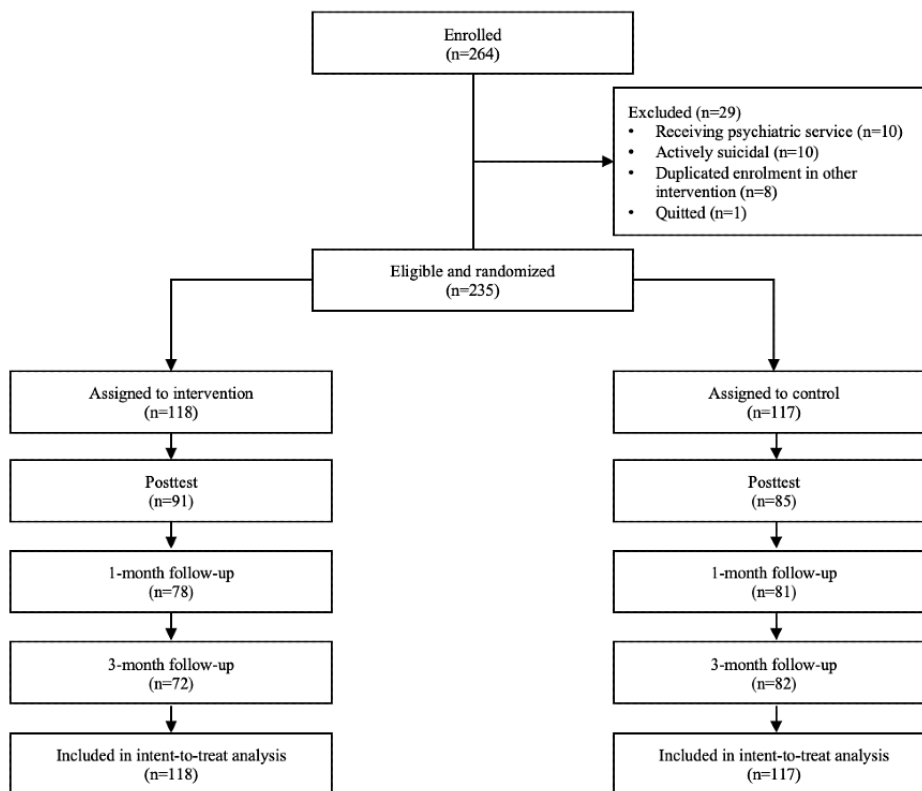 Enrolled
(n=264)
Excluded (n=29)
• Receiving psychiatric service (n=10)
• Actively suicidal (n=10)
• Duplicated enrolment in other
intervention (n=8)
• Quitted (n=1)
Eligible and randomized
(n=235)
Assigned to intervention
(n=118)
Assigned to control
(n=117)
Posttest
(n=91)
Posttest
(n=85)
1-month follow-up
(n=78)
1-month follow-up
(n=81)
3-month follow-up
(n=72)
3-month follow-up
(n=82)
Included in intent-to-treat analysis
(n=118)
Included in intent-to-treat analysis
(n=117)